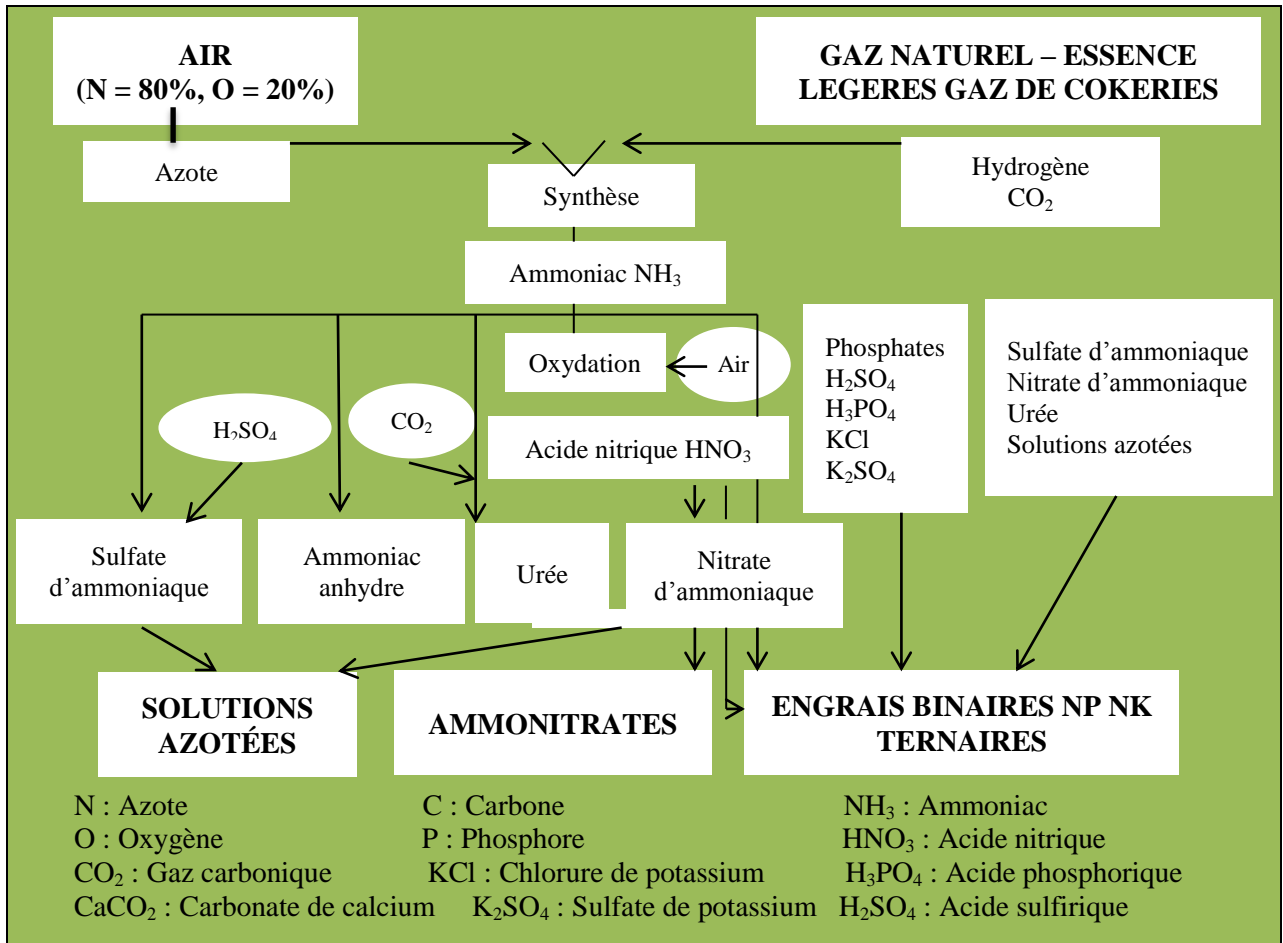 AIR
(N = 80%, O = 20%)
GAZ NATUREL – ESSENCE
LEGERES GAZ DE COKERIES
Azote
Hydrogène
CO₂
Synthèse
Ammoniac NH₃
Oxydation
Air
Phosphates
H₂SO₄
H₃PO₄
KCl
K₂SO₄
Sulfate d’ammoniaque
Nitrate d’ammoniaque
Urée
Solutions azotées
H₂SO₄
CO₂
Acide nitrique HNO₃
Sulfate
d’ammoniaque
Ammoniac
anhydre
Urée
Nitrate
d’ammoniaque
SOLUTIONS
AZOTÉES
AMMONITRATES
ENGRAIS BINAIRES NP NK
TERNAIRES
N : Azote C : Carbone NH₃ : Ammoniac
O : Oxygène P : Phosphore HNO₃ : Acide nitrique
CO₂ : Gaz carbonique KCl : Chlorure de potassium H₃PO₄ : Acide phosphorique
CaCO₂ : Carbonate de calcium K₂SO₄ : Sulfate de potassium H₂SO₄ : Acide sulfirique